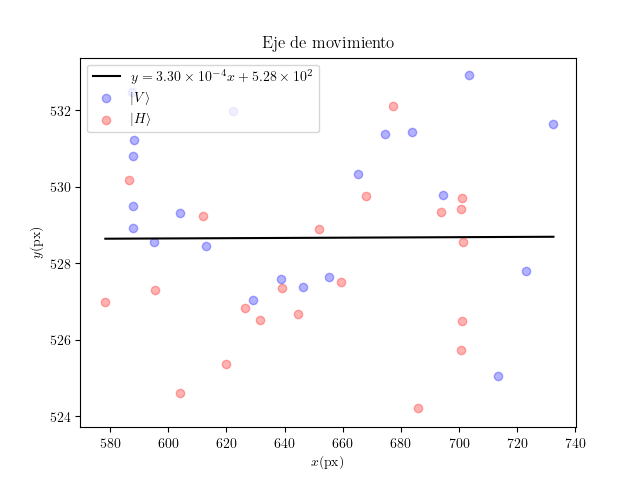 Eje de movimiento
y = 3.30 × 10⁻⁴x + 5.28 × 10²
|V⟩
|H⟩
532
530
528
526
524
y(px)
580 600 620 640 660 680 700 720 740
x(px)